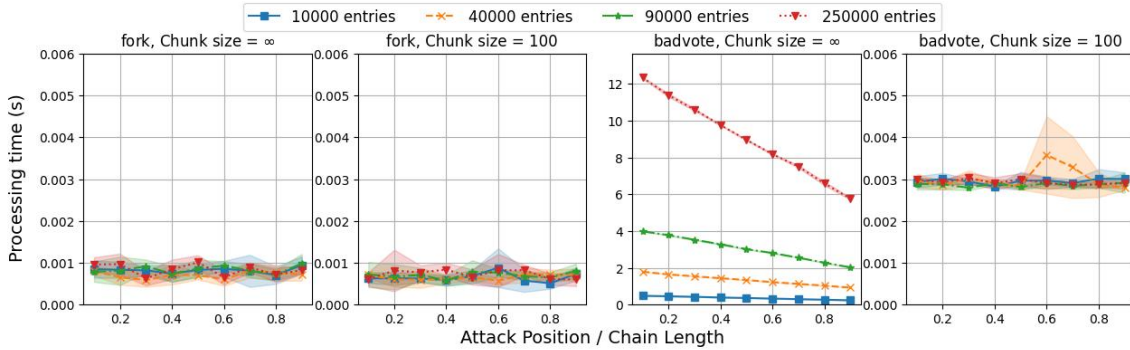 10000 entries 40000 entries 90000 entries 250000 entries
fork, Chunk size = ∞ fork, Chunk size = 100 badvote, Chunk size = ∞ badvote, Chunk size = 100
Processing time (s)
0.006 0.006 0.006
0.005 0.005 12 0.005
0.004 0.004 10 0.004
0.003 0.003 8 0.003
0.002 0.002 6 0.002
0.001 0.001 4 0.001
0.000 0.000 2 0.000
0
0.2 0.4 0.6 0.8 0.2 0.4 0.6 0.8 0.2 0.4 0.6 0.8 0.2 0.4 0.6 0.8
Attack Position / Chain Length